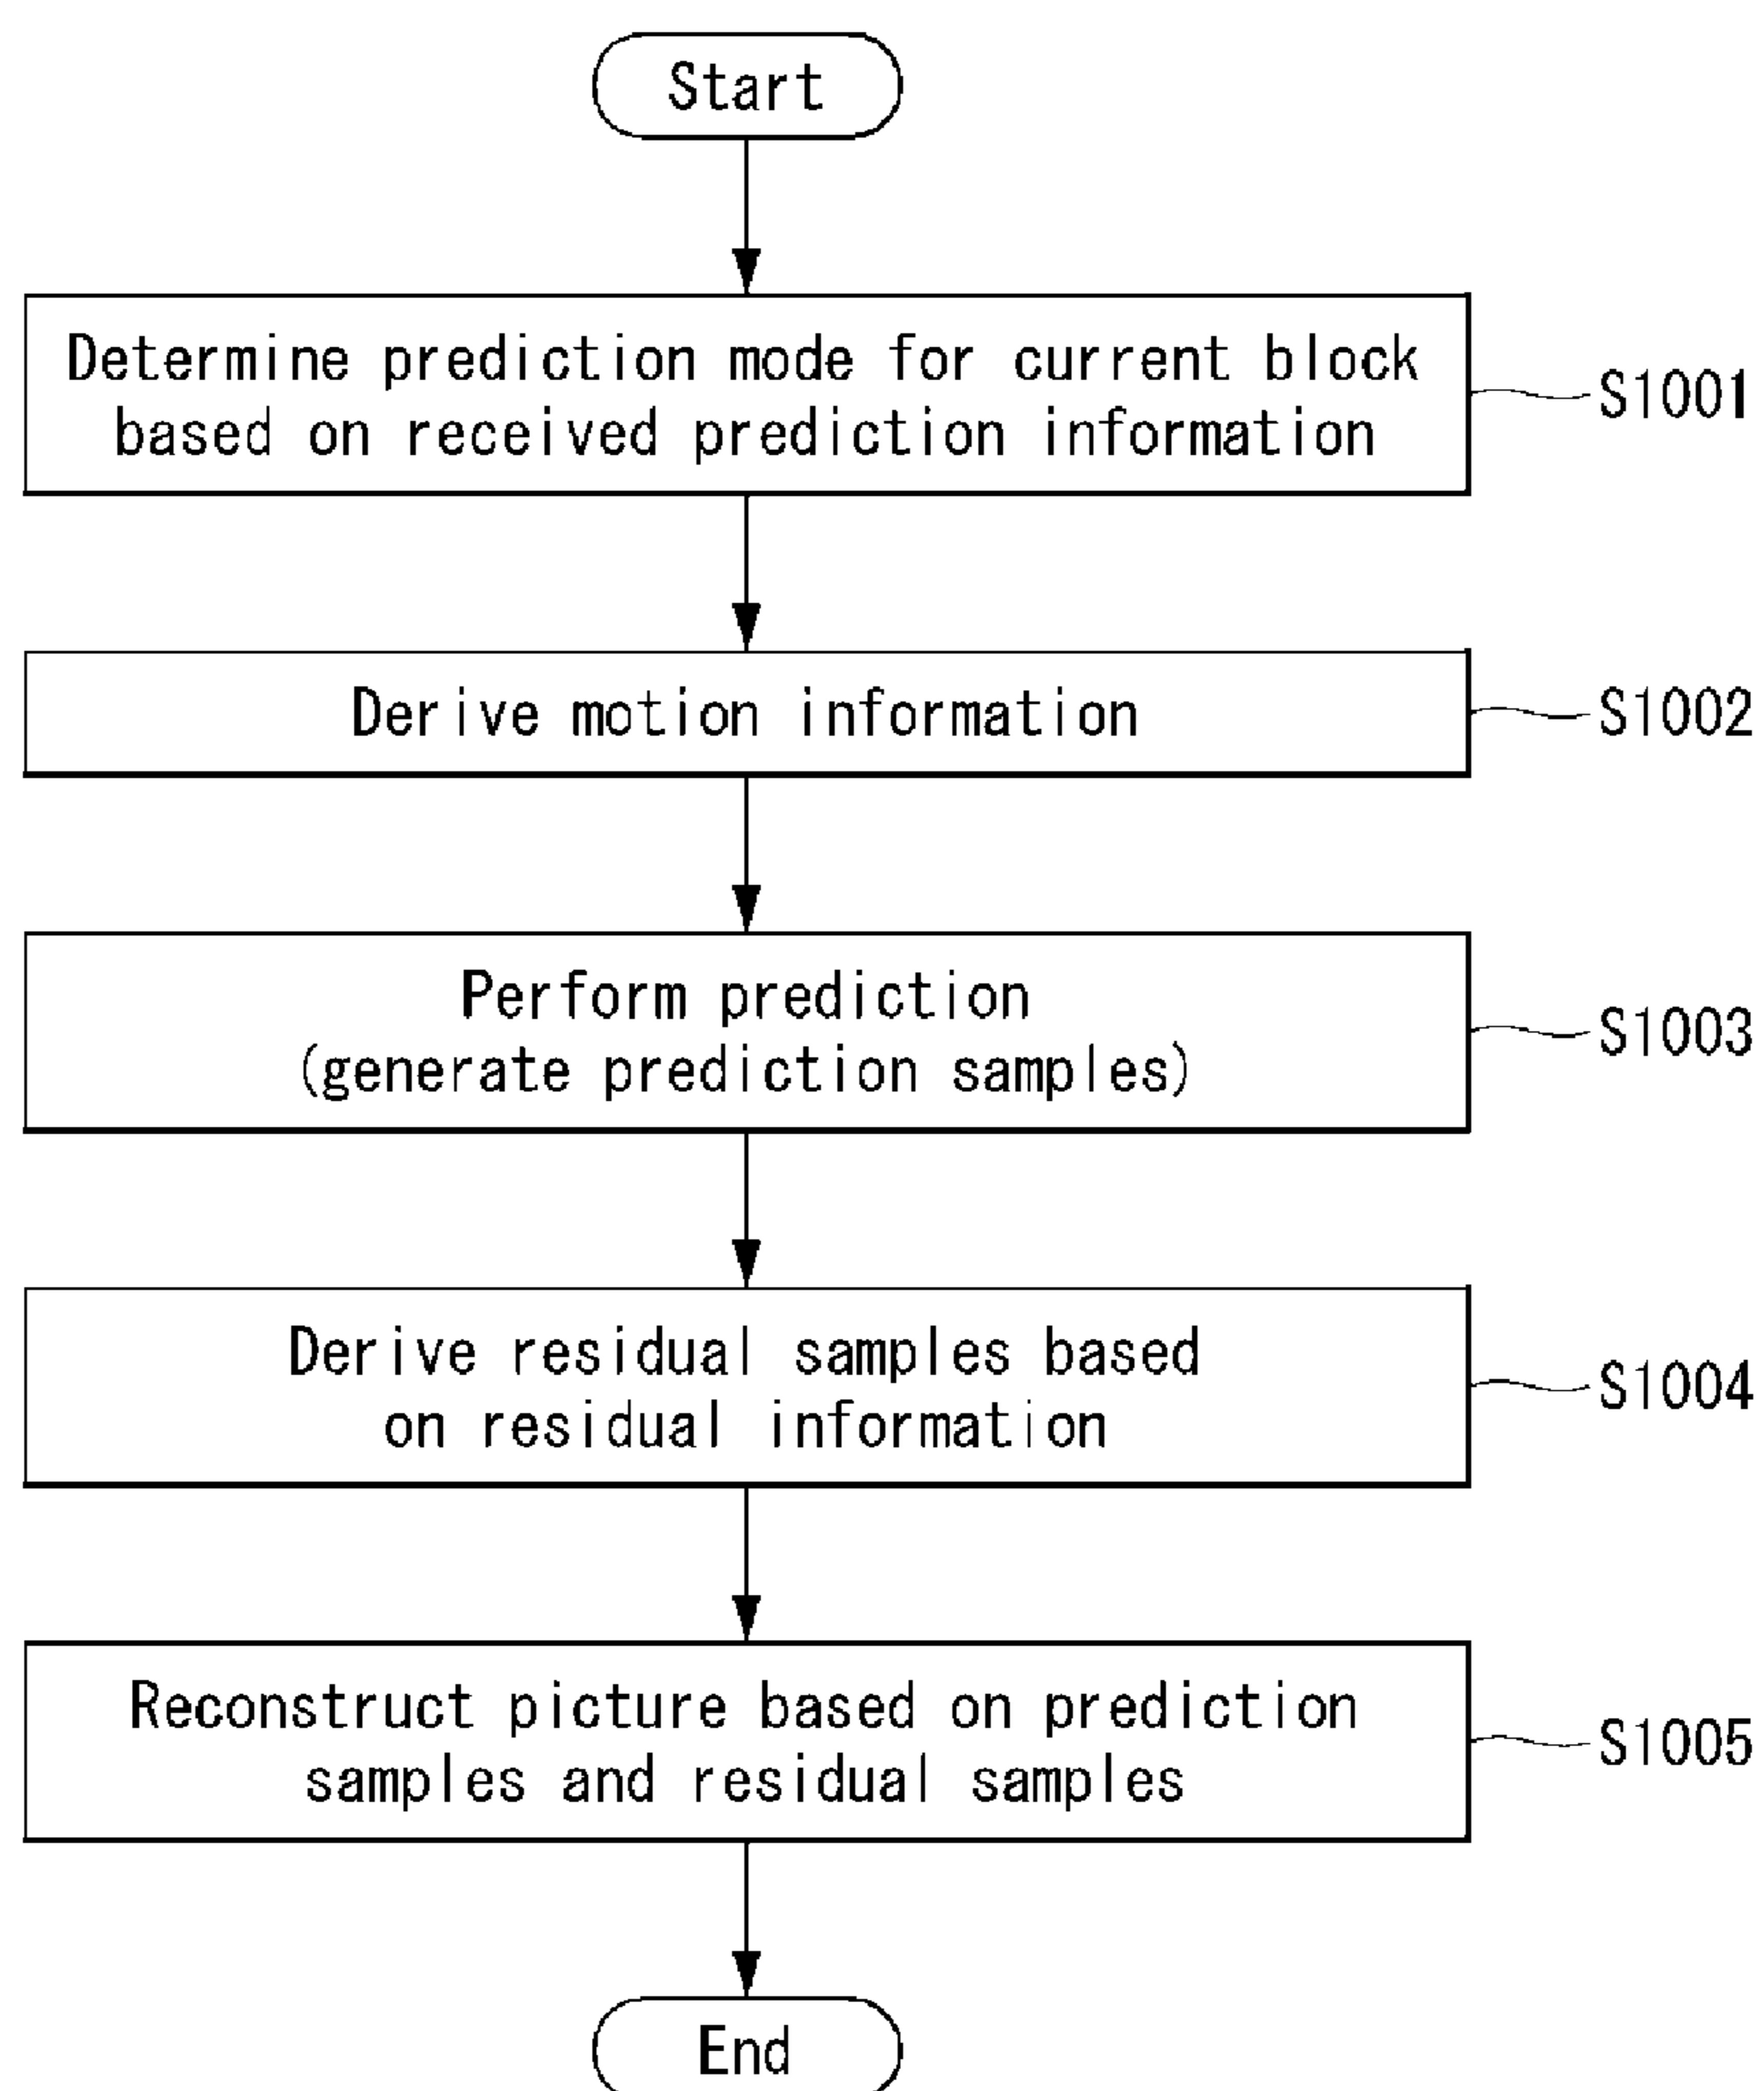 Start
Determine prediction mode for current block
based on received prediction information
S1001
Derive motion information
S1002
Perform prediction
(generate prediction samples)
S1003
Derive residual samples based
on residual information
S1004
Reconstruct picture based on prediction
samples and residual samples
S1005
End